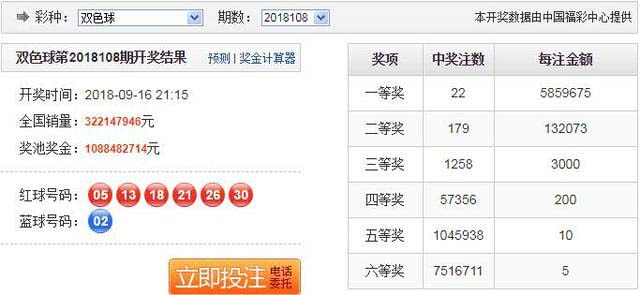 彩种： 双色球 期数： 2018108 本开奖数据由中国福彩中心提供
双色球第2018108期开奖结果 预测 | 奖金计算器
开奖时间：2018-09-16 21:15
全国销量：322147946元
奖池奖金：1088482714元
红球号码：05 13 18 21 26 30
蓝球号码：02
立即投注 电话委托
奖项 中奖注数 每注金额
一等奖 22 5859675
二等奖 179 132073
三等奖 1258 3000
四等奖 57356 200
五等奖 1045938 10
六等奖 7516711 5